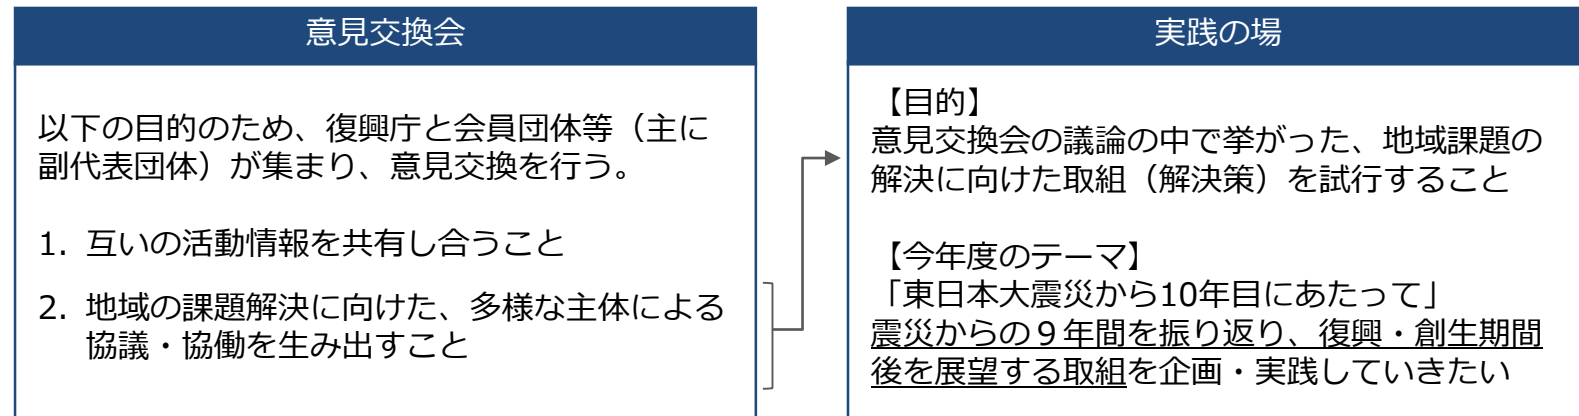 意見交換会
以下の目的のため、復興庁と会員団体等（主に
副代表団体）が集まり、意見交換を行う。
1. 互いの活動情報を共有し合うこと
2. 地域の課題解決に向けた、多様な主体による
協議・協働を生み出すこと
実践の場
【目的】
意見交換会の議論の中で挙がった、地域課題の
解決に向けた取組（解決策）を試行すること
【今年度のテーマ】
「東日本大震災から10年目にあたって」
震災からの９年間を振り返り、復興・創生期間
後を展望する取組を企画・実践していきたい